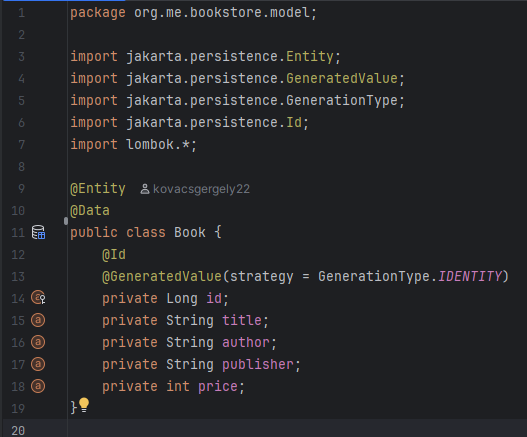 1 package org.me.bookstore.model;
2
3 import jakarta.persistence.Entity;
4 import jakarta.persistence.GeneratedValue;
5 import jakarta.persistence.GenerationType;
6 import jakarta.persistence.Id;
7 import lombok.*;
8
9 @Entity kovacsgergely22
10 @Data
11 public class Book {
12 @Id
13 @GeneratedValue(strategy = GenerationType.IDENTITY)
14 private Long id;
15 private String title;
16 private String author;
17 private String publisher;
18 private int price;
19 }
20